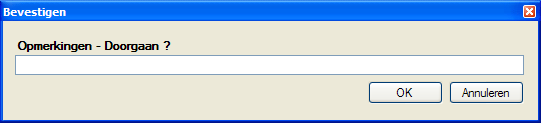 Bevestigen
Opmerkingen - Doorgaan ?
OK
Annuleren